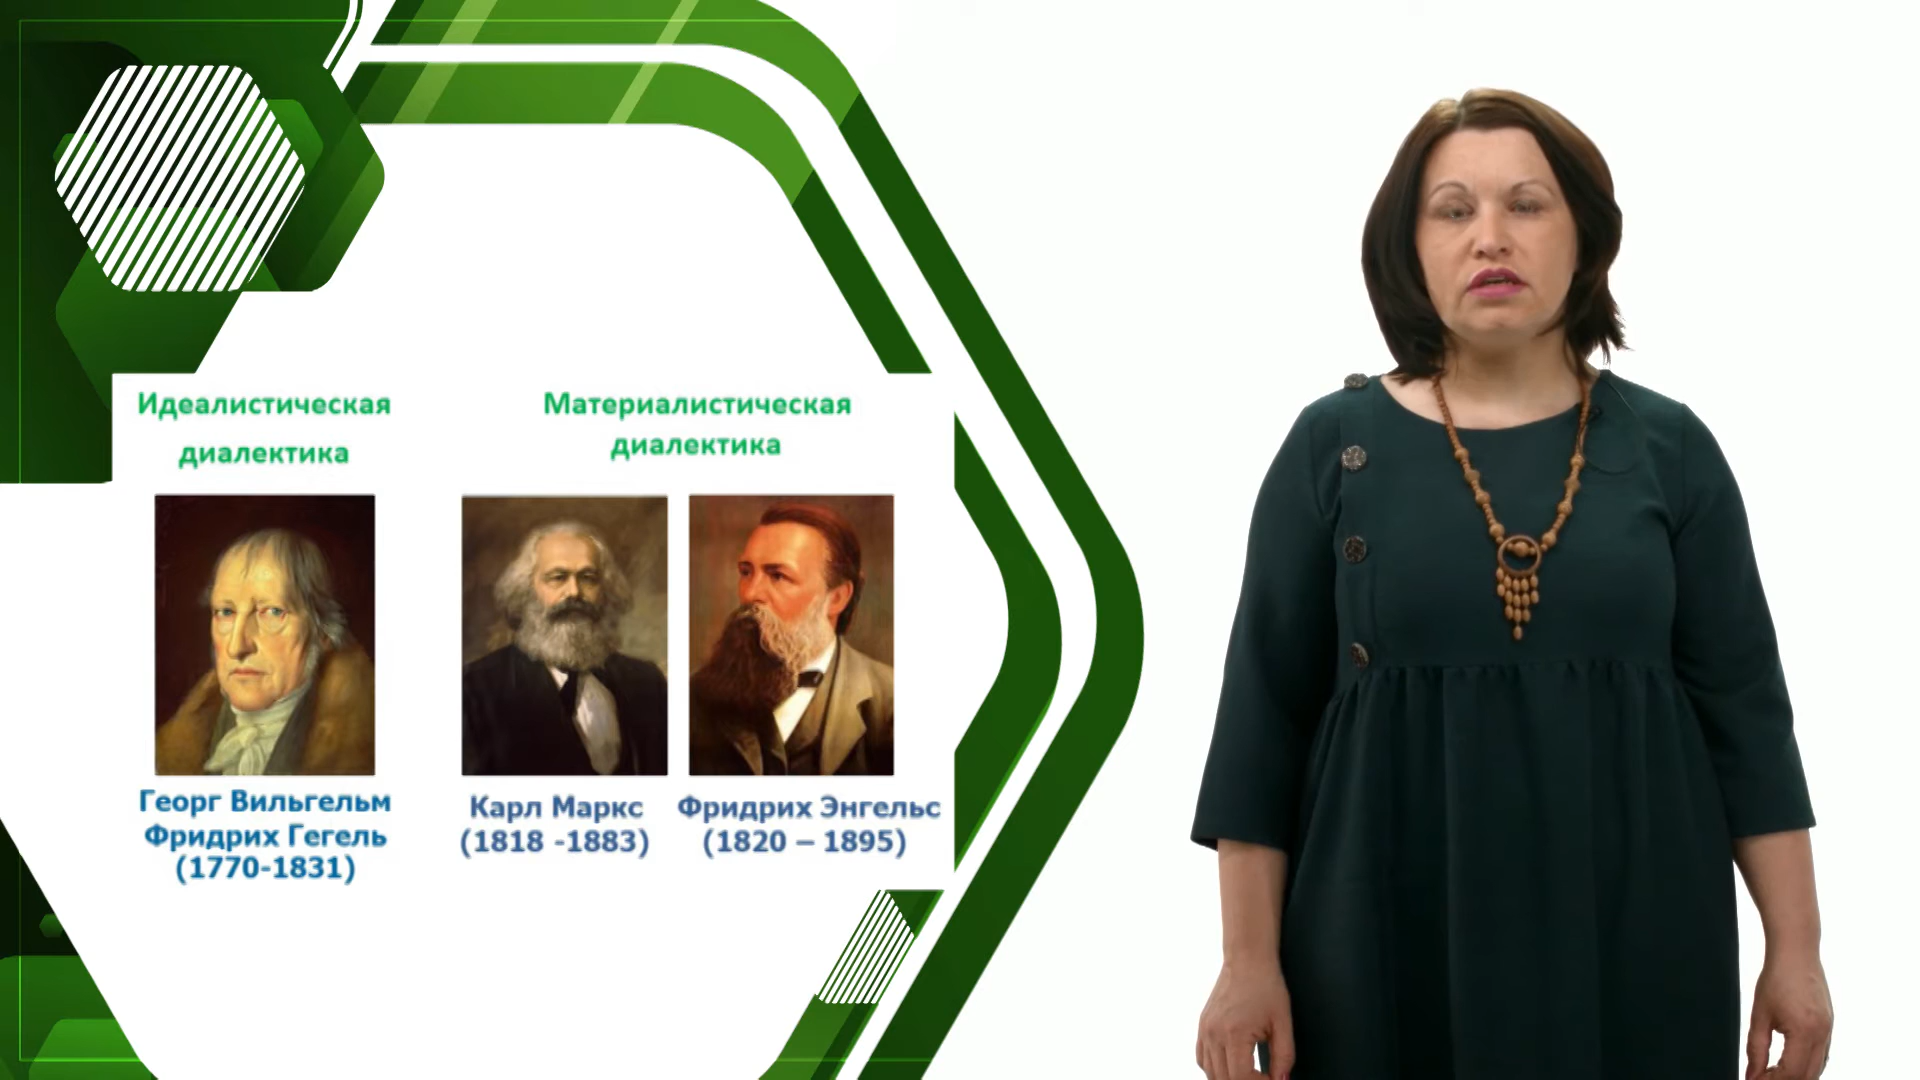 Идеалистическая
диалектика
Материалистическая
диалектика
Георг Вильгельм
Фридрих Гегель
(1770-1831)
Карл Маркс
(1818 -1883)
Фридрих Энгельс
(1820 – 1895)